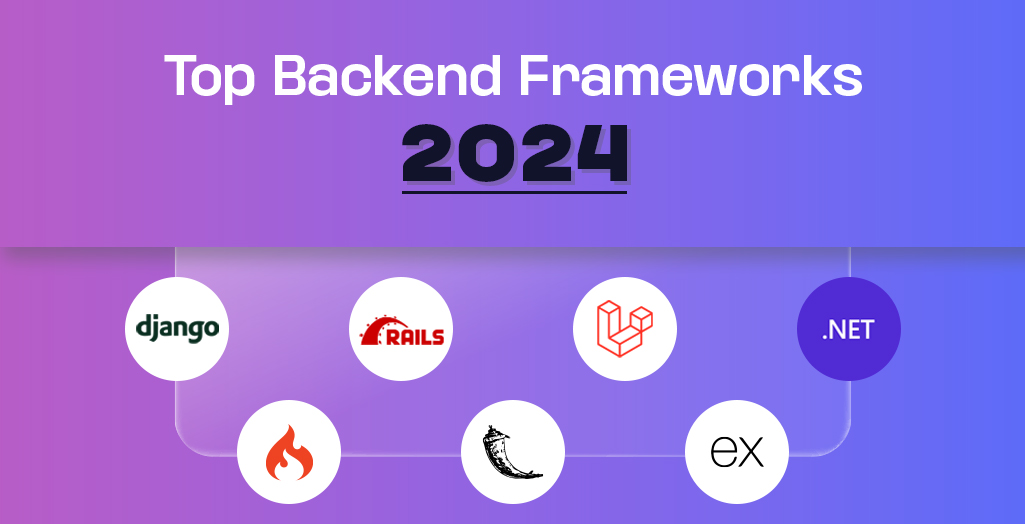 Top Backend Frameworks
2024
django
RAILS
.NET
ex